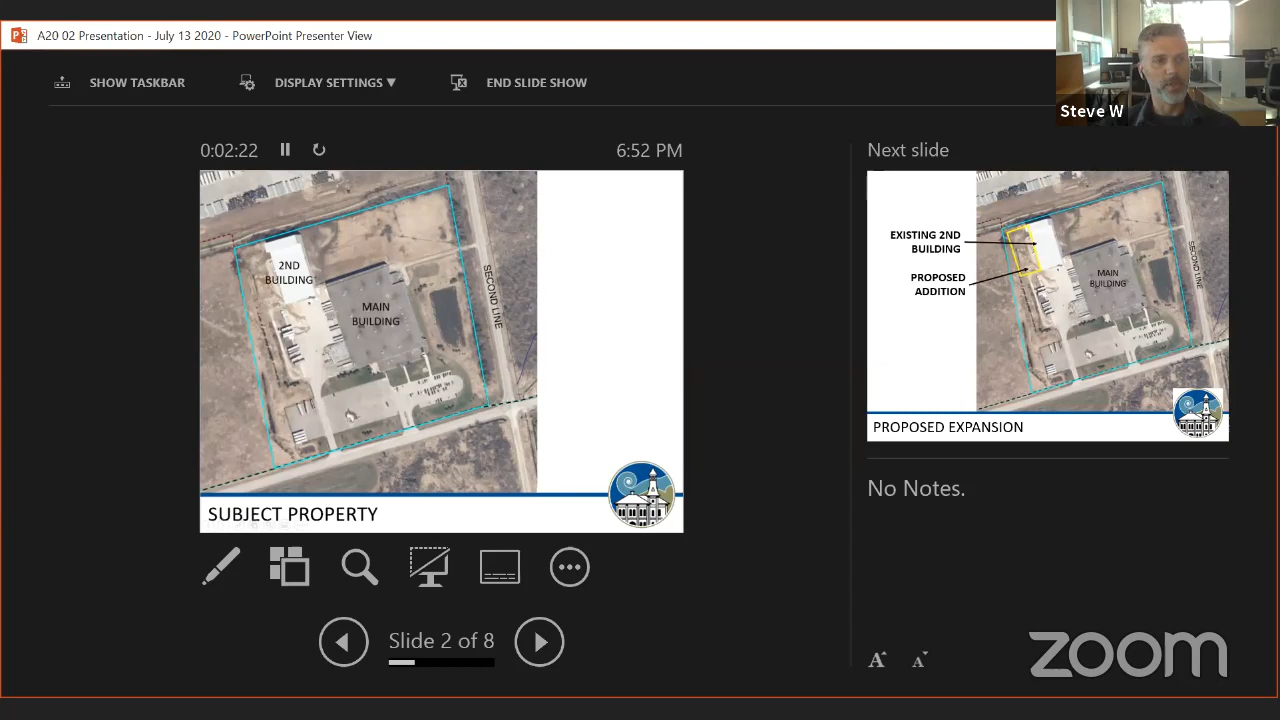 A20 02 Presentation - July 13 2020 - PowerPoint Presenter View
Steve W
SHOW TASKBAR
DISPLAY SETTINGS ▼
END SLIDE SHOW
0:02:22
6:52 PM
2ND
BUILDING
MAIN
BUILDING
SECOND LINE
SUBJECT PROPERTY
Slide 2 of 8
Next slide
EXISTING 2ND
BUILDING
PROPOSED
ADDITION
MAIN
BUILDING
SECOND LINE
PROPOSED EXPANSION
No Notes.
A A
zoom